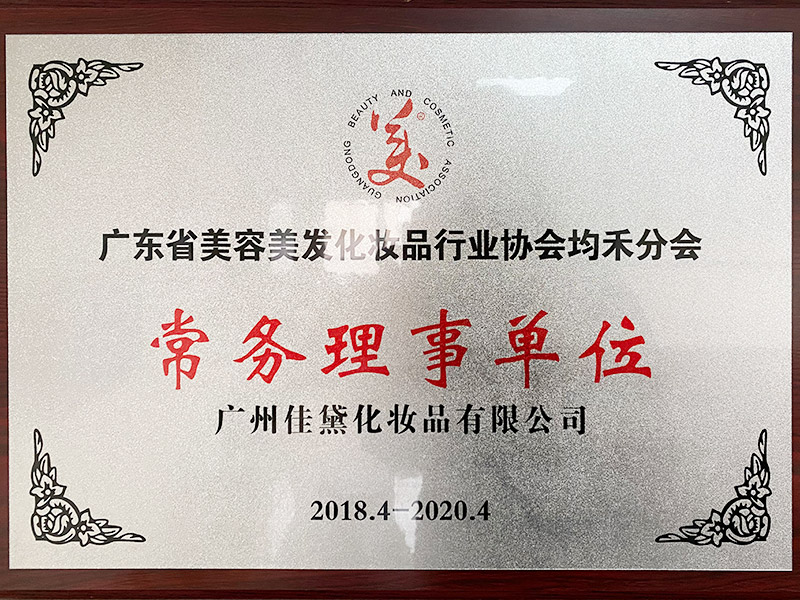 GUANGDONG BEAUTY AND COSMETIC ASSOCIATION
美
广东省美容美发化妆品行业协会均禾分会
常务理事单位
广州佳黛化妆品有限公司
2018.4-2020.4